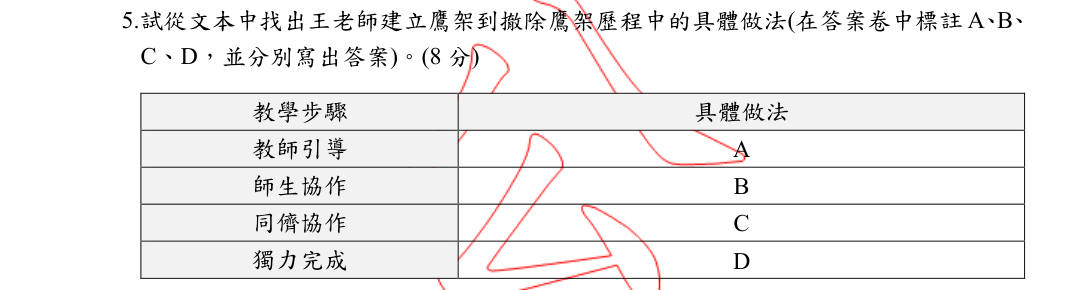 5.試從文本中找出王老師建立鷹架到撤除鷹架歷程中的具體做法(在答案卷中標註A、B、
C、D，並分別寫出答案)。(8 分)
教學步驟 具體做法
教師引導 A
師生協作 B
同儕協作 C
獨力完成 D